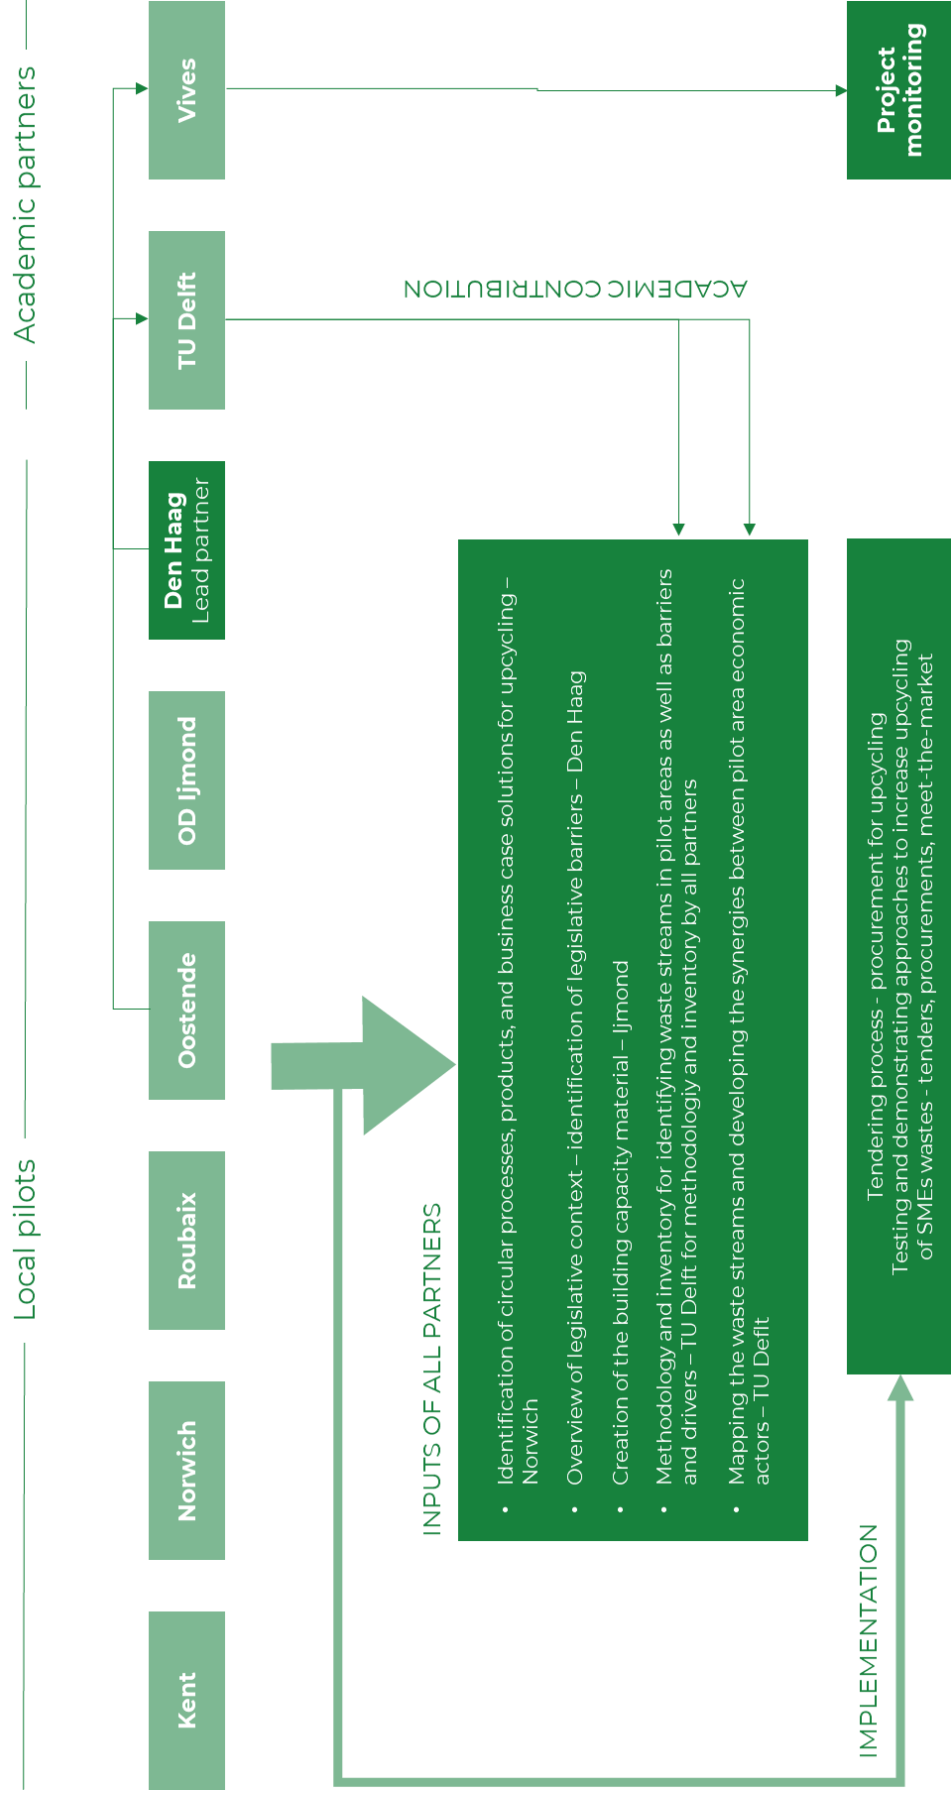 Local pilots
Academic partners
Kent
Norwich
Roubaix
Oostende
OD Ijmond
Den Haag
Lead partner
TU Delft
Vives
INPUTS OF ALL PARTNERS
ACADEMIC CONTRIBUTION
• Identification of circular processes, products, and business case solutions for upcycling –
Norwich
• Overview of legislative context – identification of legislative barriers – Den Haag
• Creation of the building capacity material – Ijmond
• Methodology and inventory for identifying waste streams in pilot areas as well as barriers
and drivers – TU Delft for methodologiy and inventory by all partners
• Mapping the waste streams and developing the synergies between pilot area economic
actors – TU Deflt
IMPLEMENTATION
Tendering process - procurement for upcycling
Testing and demonstrating approaches to increase upcycling
of SMEs wastes - tenders, procurements, meet-the-market
Project
monitoring